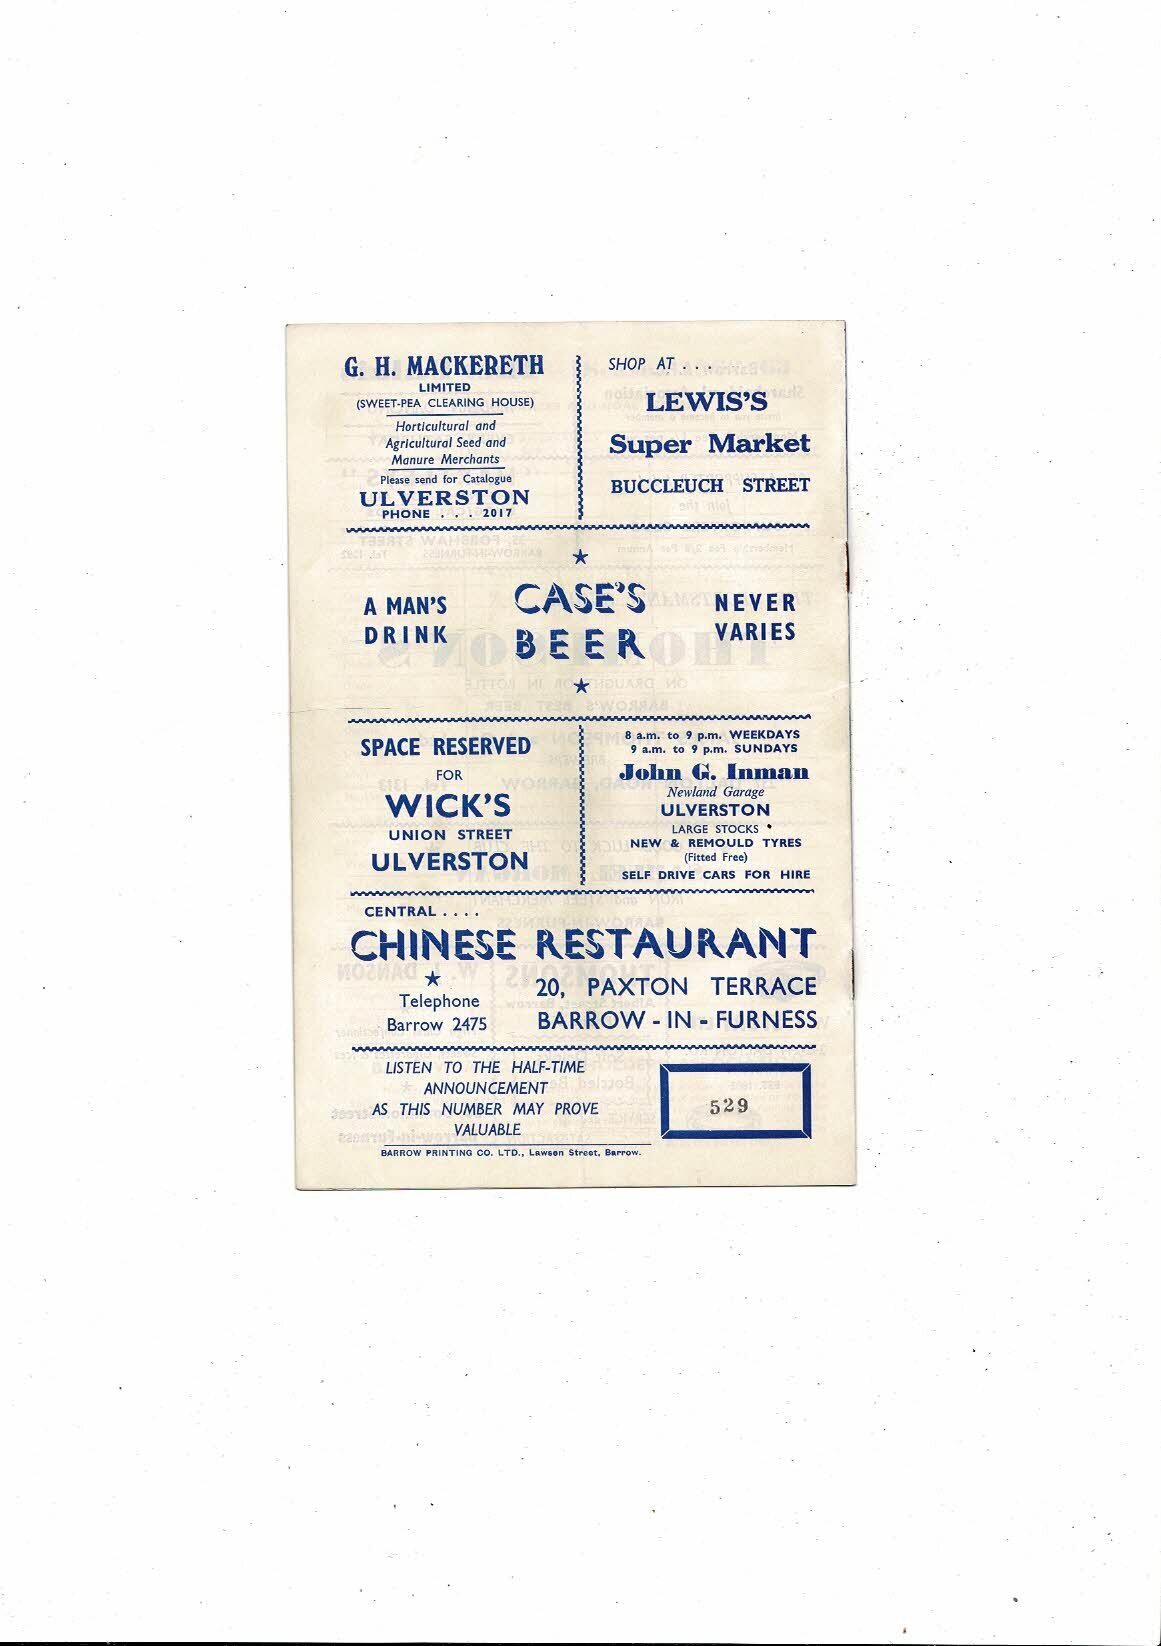 G. H. MACKERETH
LIMITED
(SWEET-PEA CLEARING HOUSE)
Horticultural and
Agricultural Seed and
Manure Merchants
Please send for Catalogue
ULVERSTON
PHONE . . . 2017
SHOP AT . . .
LEWIS'S
Super Market
BUCCLEUCH STREET
A MAN'S
DRINK
CASE'S
BEER
NEVER
VARIES
SPACE RESERVED
FOR
WICK'S
UNION STREET
ULVERSTON
8 a.m. to 9 p.m. WEEKDAYS
9 a.m. to 9 p.m. SUNDAYS
John G. Inman
Newland Garage
ULVERSTON
LARGE STOCKS
NEW & REMOULD TYRES
(Fitted Free)
SELF DRIVE CARS FOR HIRE
CENTRAL . . . .
CHINESE RESTAURANT
Telephone
Barrow 2475
20, PAXTON TERRACE
BARROW - IN - FURNESS
LISTEN TO THE HALF-TIME
ANNOUNCEMENT
AS THIS NUMBER MAY PROVE
VALUABLE
529
BARROW PRINTING CO. LTD., Lawson Street, Barrow.